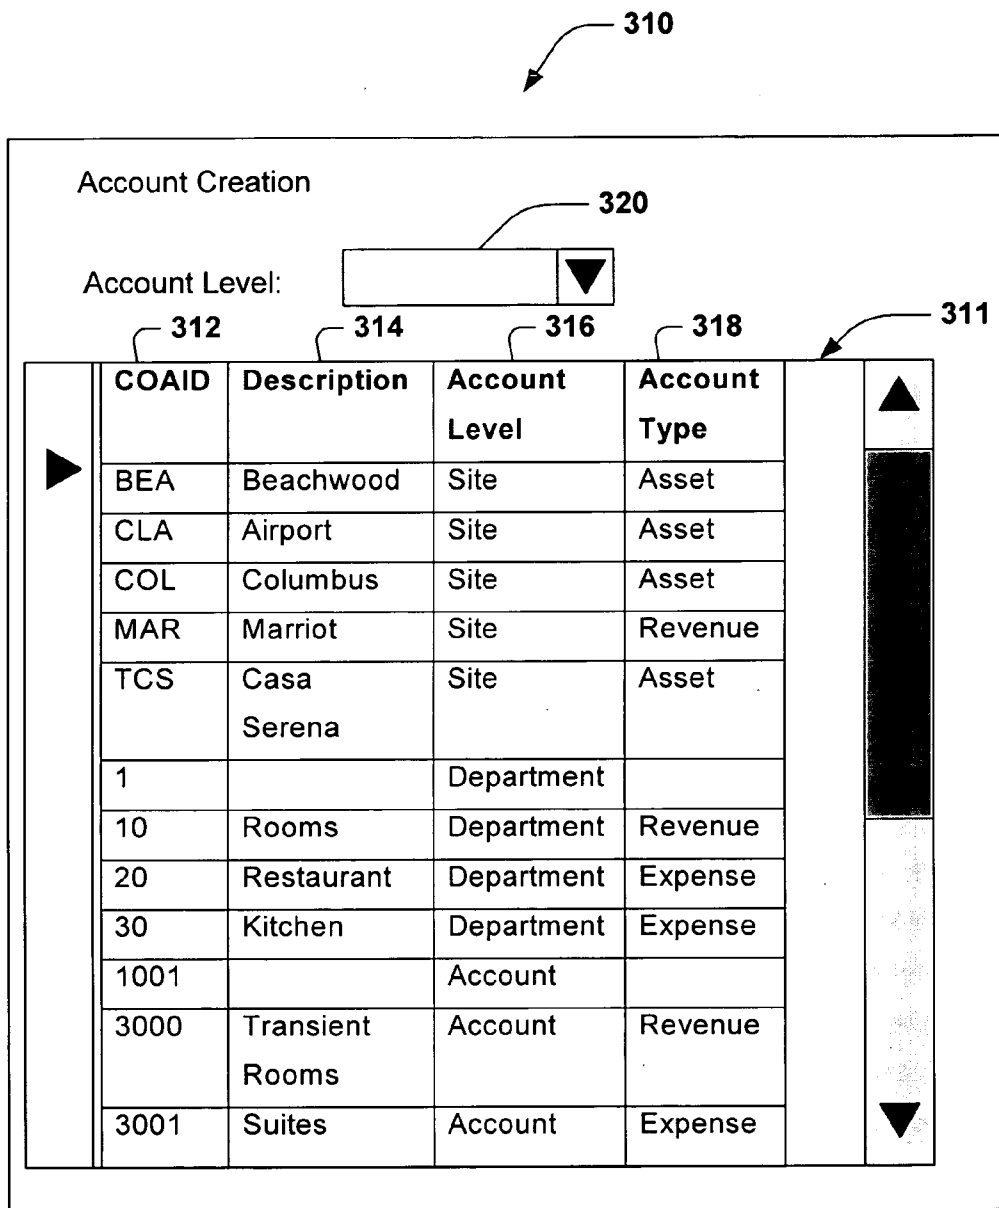 310
Account Creation
320
Account Level:
312 314 316 318 311
COAID Description Account Level Account Type
BEA Beachwood Site Asset
CLA Airport Site Asset
COL Columbus Site Asset
MAR Marriot Site Revenue
TCS Casa Serena Site Asset
1 Department
10 Rooms Department Revenue
20 Restaurant Department Expense
30 Kitchen Department Expense
1001 Account
3000 Transient Rooms Account Revenue
3001 Suites Account Expense